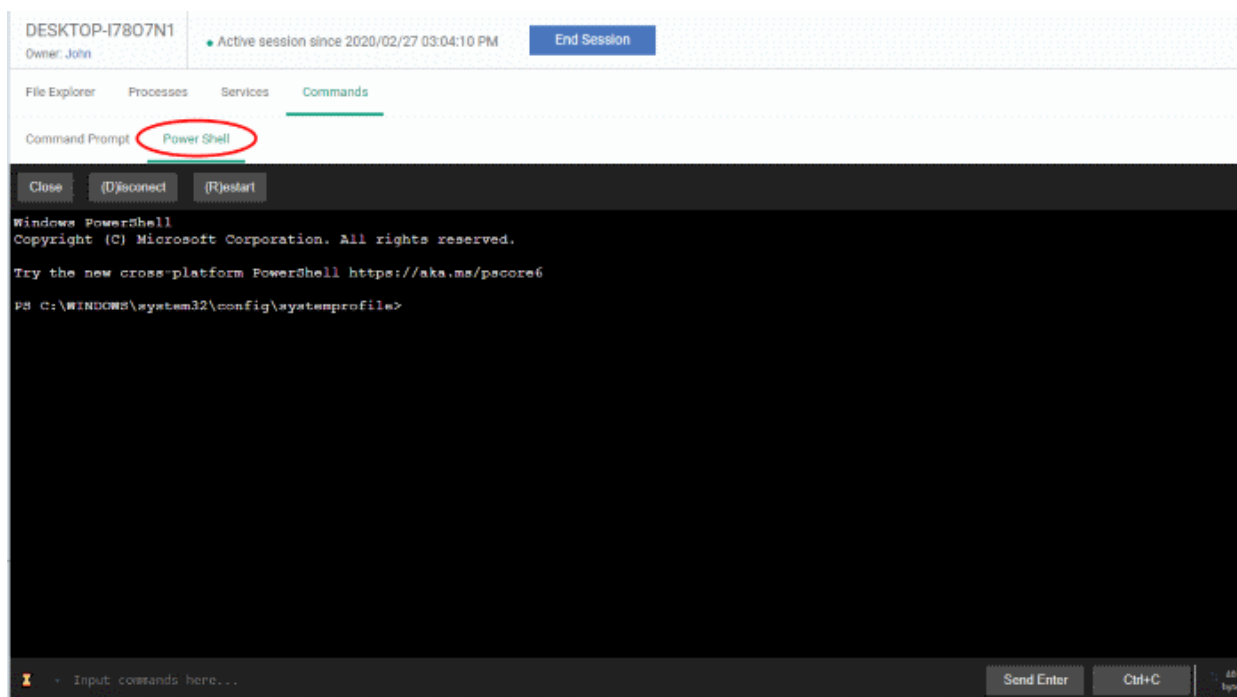 DESKTOP-I78O7N1
Owner: John
● Active session since 2020/02/27 03:04:10 PM
End Session
File Explorer Processes Services Commands
Command Prompt Power Shell
Close (D)isconect (R)estart
Windows PowerShell
Copyright (C) Microsoft Corporation. All rights reserved.
Try the new cross-platform PowerShell https://aka.ms/pscore6
PS C:\WINDOWS\system32\config\systemprofile>
Input commands here...
Send Enter Ctrl+C